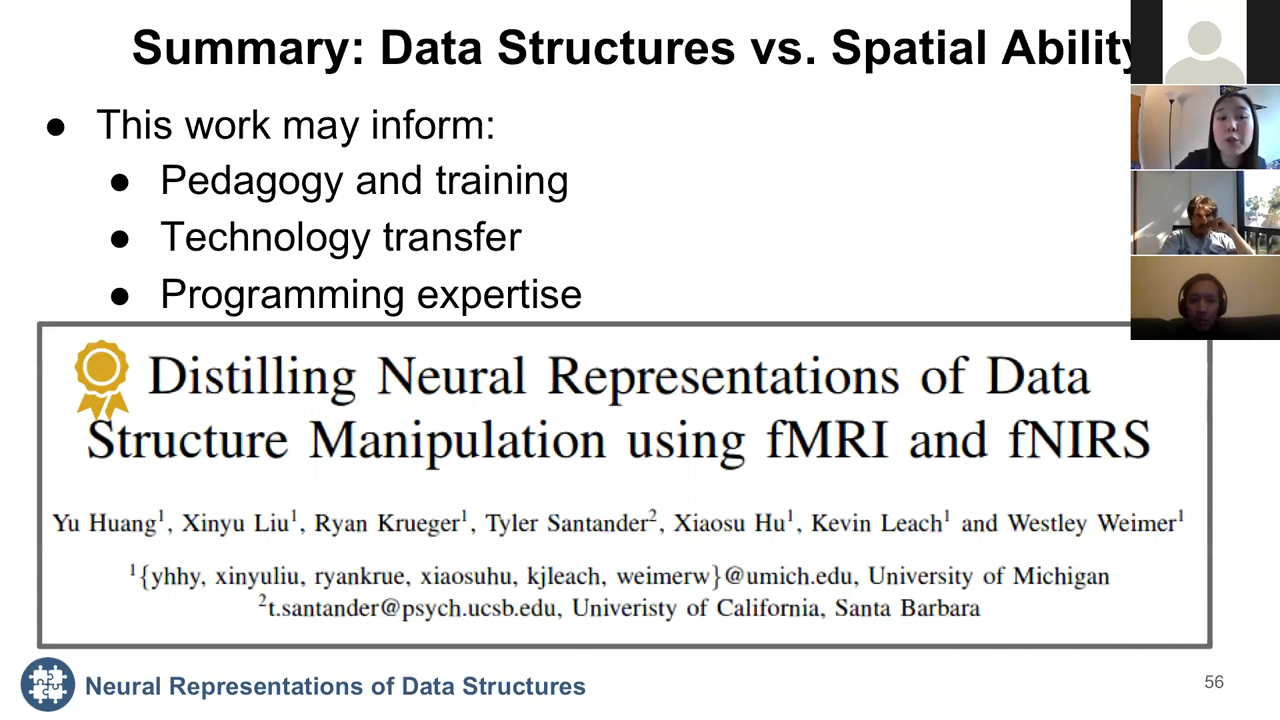 Summary: Data Structures vs. Spatial Ability
● This work may inform:
● Pedagogy and training
● Technology transfer
● Programming expertise
Distilling Neural Representations of Data
Structure Manipulation using fMRI and fNIRS
Yu Huang¹, Xinyu Liu¹, Ryan Krueger¹, Tyler Santander², Xiaosu Hu¹, Kevin Leach¹ and Westley Weimer¹
¹{yhhy, xinyuliu, ryankrue, xiaosuhu, kjleach, weimerw}@umich.edu, University of Michigan
²t.santander@psych.ucsb.edu, Univeristy of California, Santa Barbara
Neural Representations of Data Structures
56